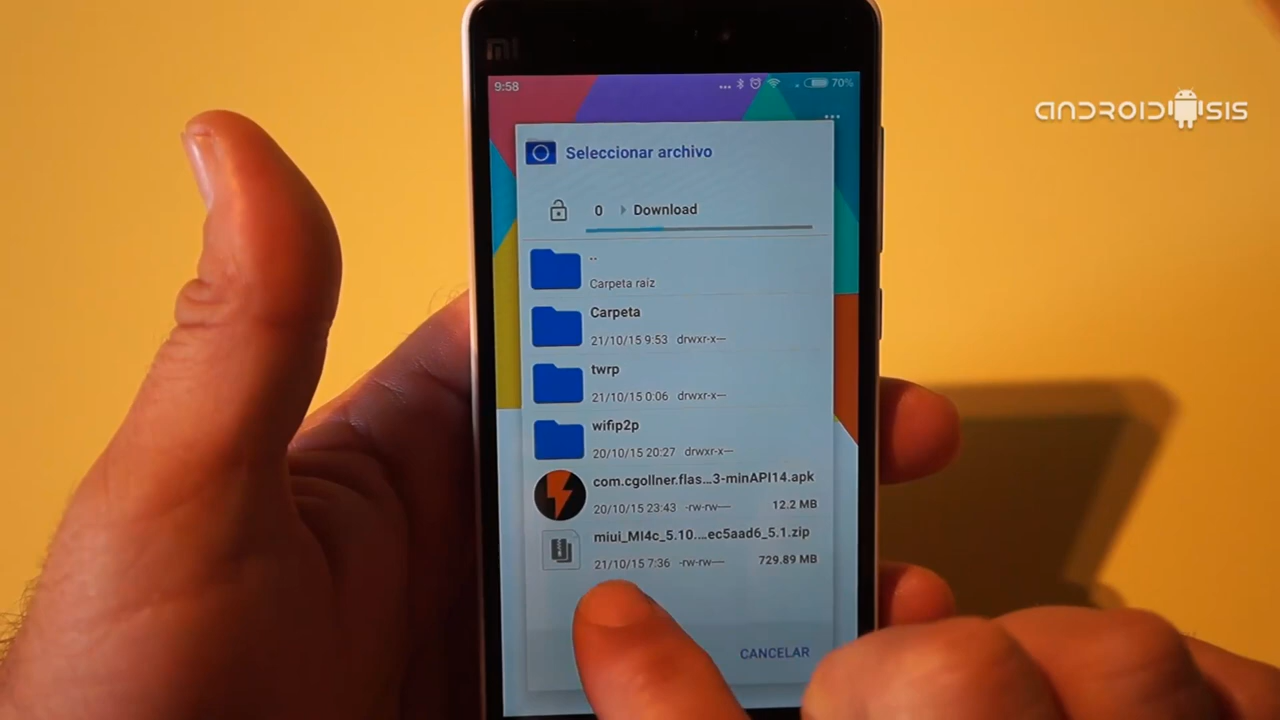 mi
9:58
70%
ANDROIDSIS
Seleccionar archivo
0 Download
..
Carpeta raíz
Carpeta
21/10/15 9:53 drwxr-x—
twrp
21/10/15 0:06 drwxr-x—
wifip2p
20/10/15 20:27 drwxr-x—
com.cgollner.flas...3-minAPI14.apk
20/10/15 23:43 -rw-rw—- 12.2 MB
miui_MI4c_5.10....ec5aad6_5.1.zip
21/10/15 7:36 -rw-rw—- 729.89 MB
CANCELAR